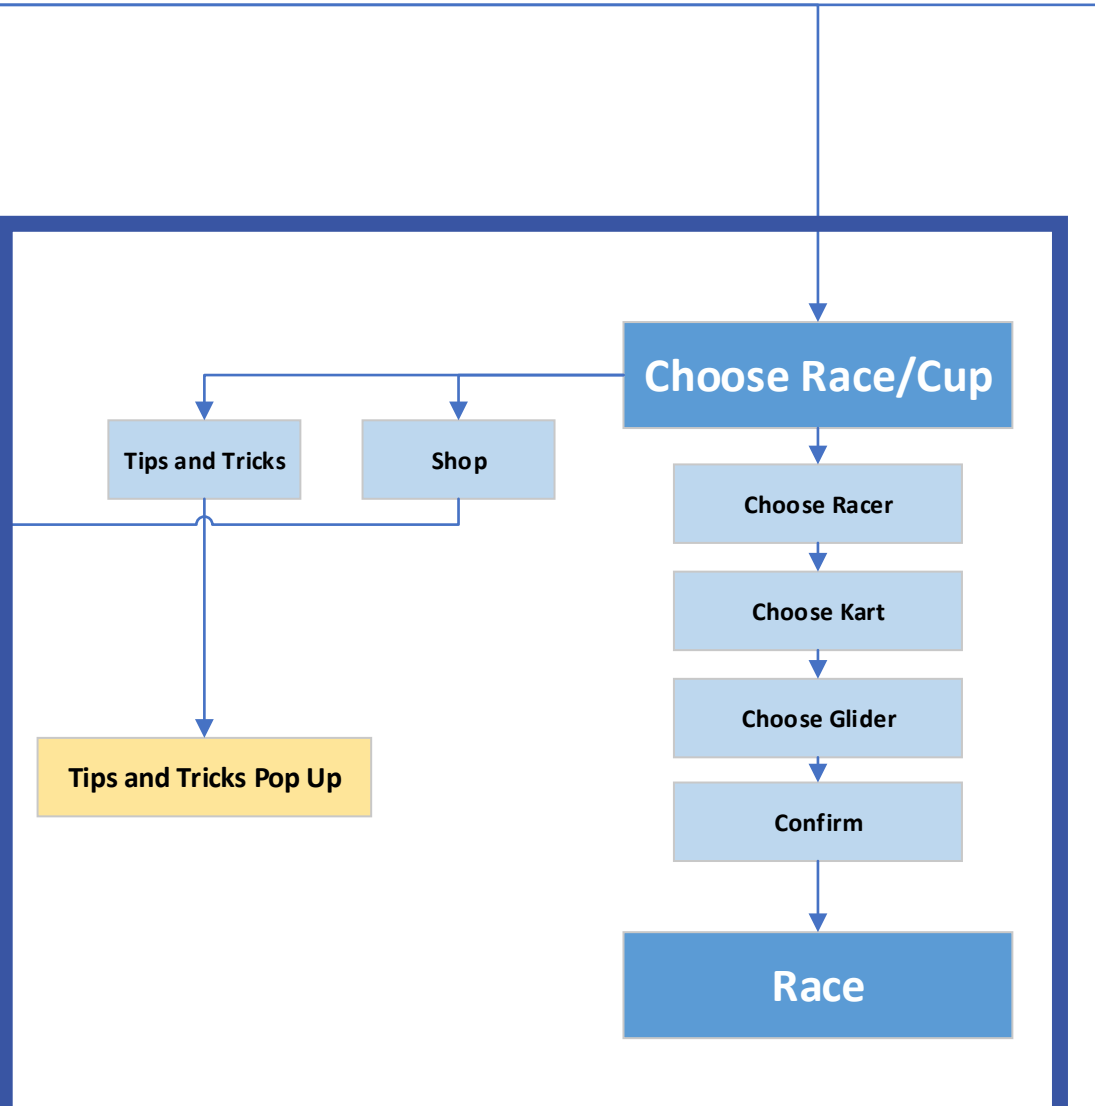 Choose Race/Cup
Tips and Tricks
Shop
Choose Racer
Choose Kart
Choose Glider
Tips and Tricks Pop Up
Confirm
Race